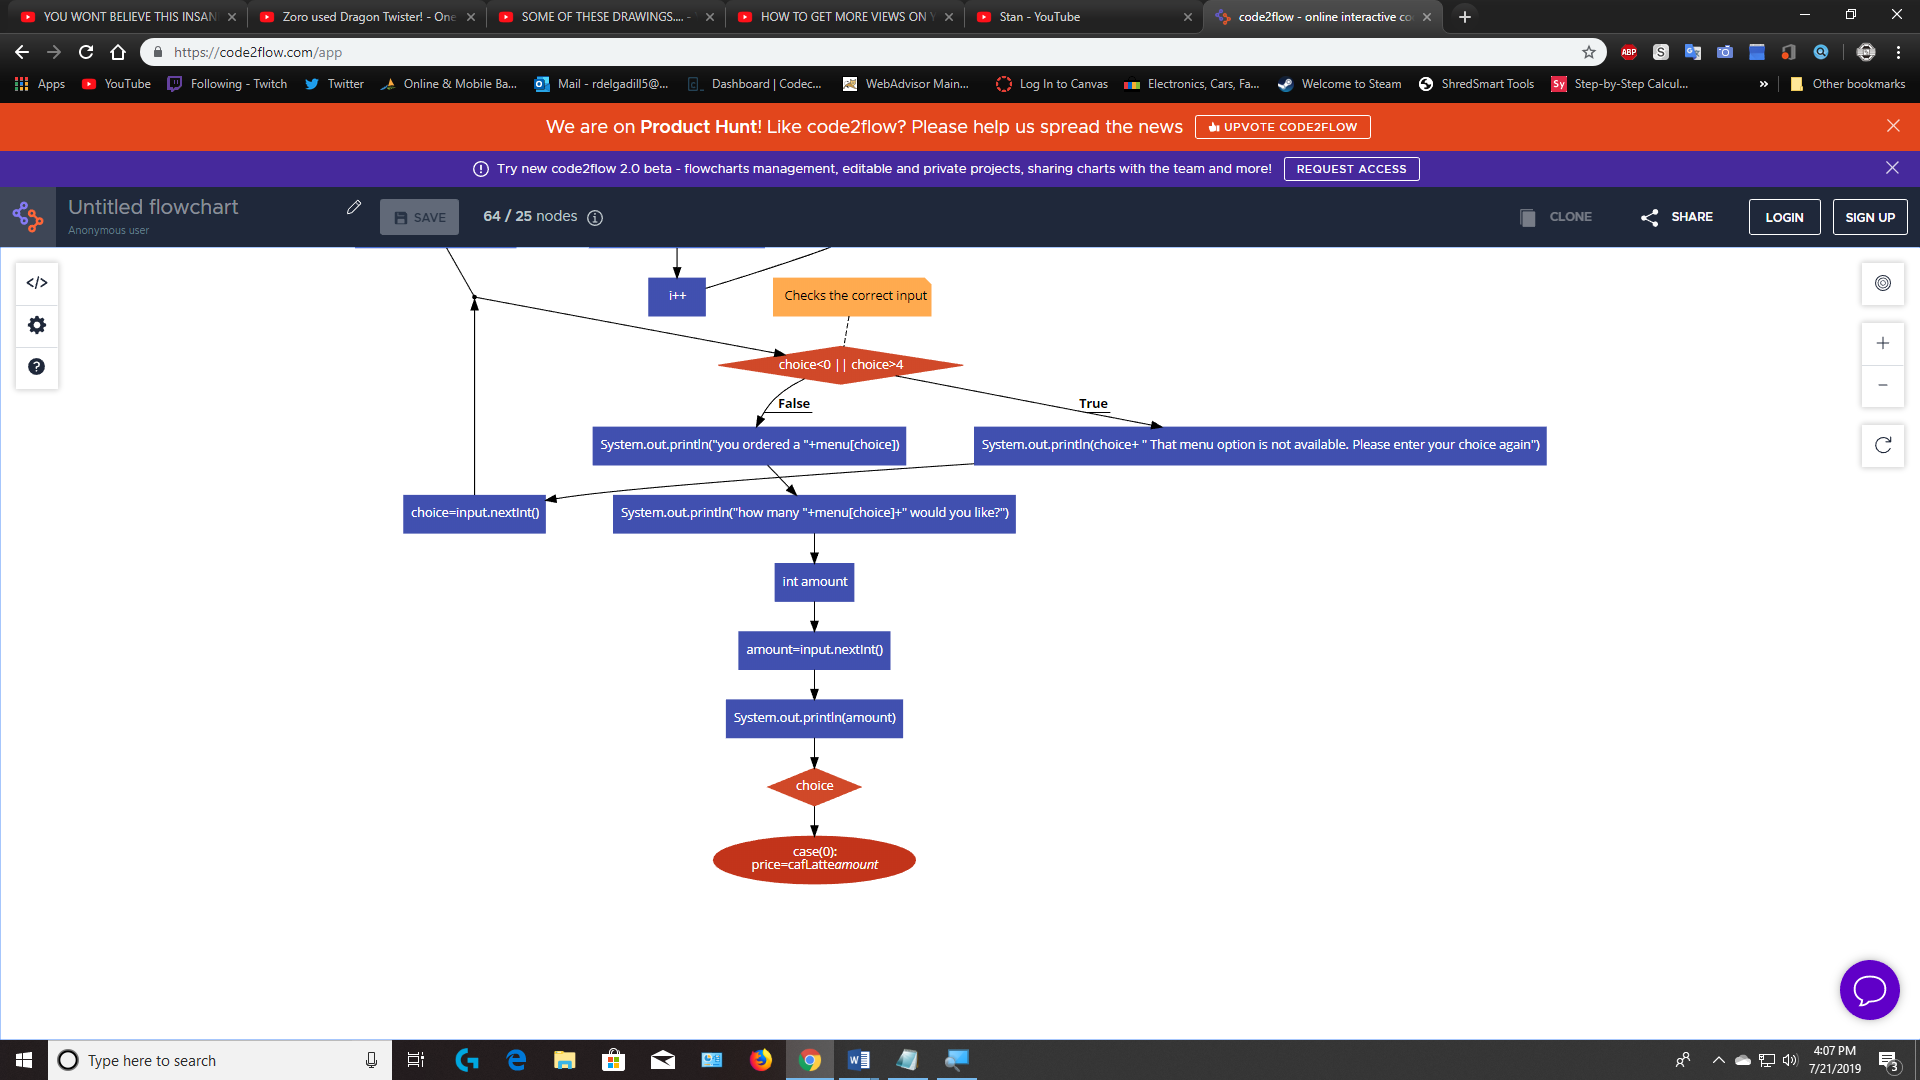 YOU WONT BELIEVE THIS INSAN
Zoro used Dragon Twister! - One
SOME OF THESE DRAWINGS.... -
HOW TO GET MORE VIEWS ON Y
Stan - YouTube
code2flow - online interactive co
https://code2flow.com/app
ABP
S
Apps
YouTube
Following - Twitch
Twitter
Online & Mobile Ba...
Mail - rdelgadill5@...
Dashboard | Codec...
WebAdvisor Main...
Log In to Canvas
Electronics, Cars, Fa...
Welcome to Steam
ShredSmart Tools
Sy
Step-by-Step Calcul...
»
Other bookmarks
We are on Product Hunt! Like code2flow? Please help us spread the news
UPVOTE CODE2FLOW
Try new code2flow 2.0 beta - flowcharts management, editable and private projects, sharing charts with the team and more!
REQUEST ACCESS
Untitled flowchart
Anonymous user
SAVE
64 / 25 nodes
CLONE
SHARE
LOGIN
SIGN UP
</>
i++
Checks the correct input
choice<0 || choice>4
False
True
System.out.println("you ordered a "+menu[choice])
System.out.println(choice+ " That menu option is not available. Please enter your choice again")
choice=input.nextInt()
System.out.println("how many "+menu[choice]+" would you like?")
int amount
amount=input.nextInt()
System.out.println(amount)
choice
case(0):
price=cafLatteamount
Type here to search
4:07 PM
7/21/2019
3